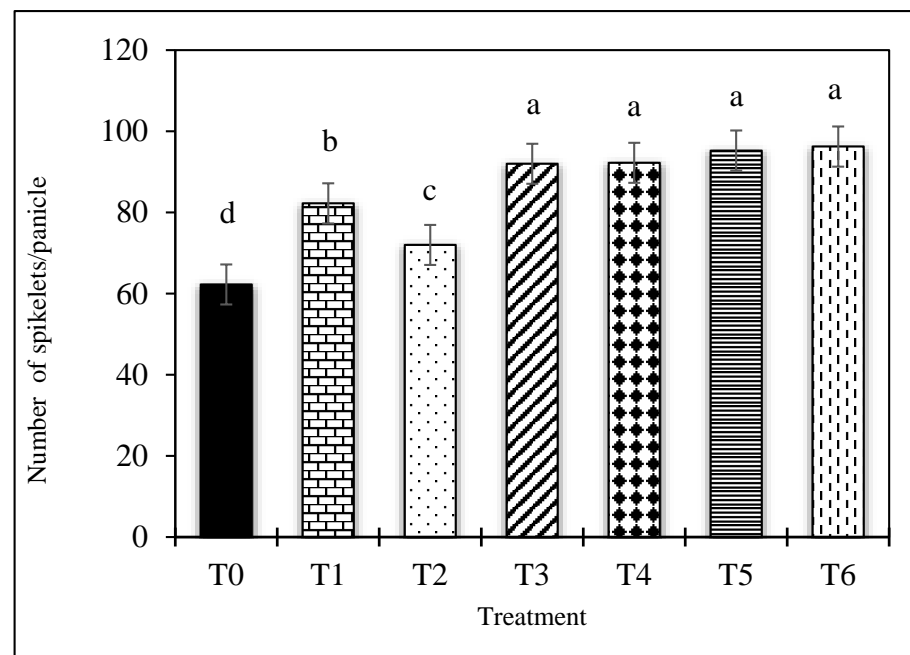 120
100
80
60
40
20
0
Number of spikelets/panicle
d
b
c
a
a
a
a
T0 T1 T2 T3 T4 T5 T6
Treatment